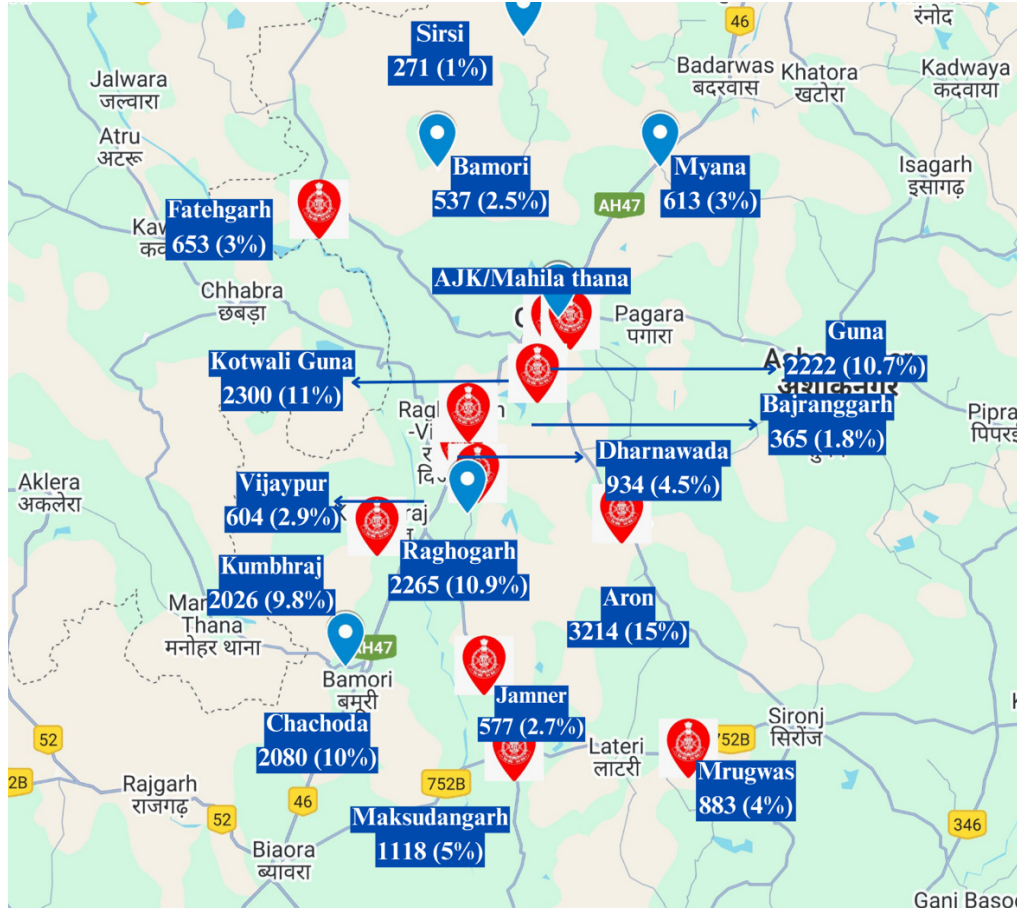 रंनोद
46
Sirsi
271 (1%)
Badarwas
बदरवास
Khatora
खटोरा
Kadwaya
कदवाया
Jalwara
जल्वारा
Atru
अटरू
Bamori
537 (2.5%)
Myana
613 (3%)
Isagarh
इसागढ़
AH47
Fatehgarh
653 (3%)
AJK/Mahila thana
Chhabra
छबड़ा
Pagara
पगारा
Guna
2222 (10.7%)
अशोकनगर
Kotwali Guna
2300 (11%)
Bajranggarh
365 (1.8%)
Dharnawada
934 (4.5%)
Aklera
अकलेरा
Vijaypur
604 (2.9%)
Raghogarh
2265 (10.9%)
Kumbhraj
2026 (9.8%)
Aron
3214 (15%)
Thana
मनोहर थाना
AH47
Bamori
बमूरी
Jamner
577 (2.7%)
Chachoda
2080 (10%)
52
Lateri
लाटरी
Sironj
सिरोंज
752B
Mrugwas
883 (4%)
Rajgarh
राजगढ़
752B
46
52
Maksudangarh
1118 (5%)
346
Biaora
ब्यावरा